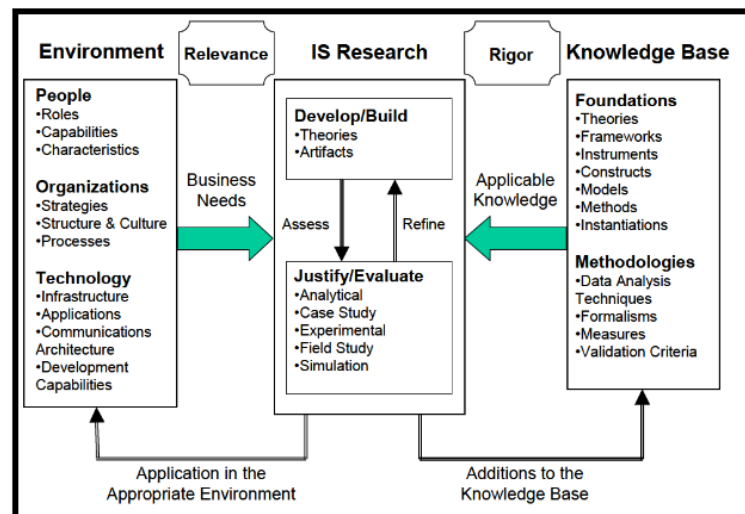 Environment
Relevance
IS Research
Rigor
Knowledge Base
People
•Roles
•Capabilities
•Characteristics
Organizations
•Strategies
•Structure & Culture
•Processes
Technology
•Infrastructure
•Applications
•Communications
Architecture
•Development
Capabilities
Business
Needs
Develop/Build
•Theories
•Artifacts
Assess
Refine
Justify/Evaluate
•Analytical
•Case Study
•Experimental
•Field Study
•Simulation
Applicable
Knowledge
Foundations
•Theories
•Frameworks
•Instruments
•Constructs
•Models
•Methods
•Instantiations
Methodologies
•Data Analysis
Techniques
•Formalisms
•Measures
•Validation Criteria
Application in the
Appropriate Environment
Additions to the
Knowledge Base